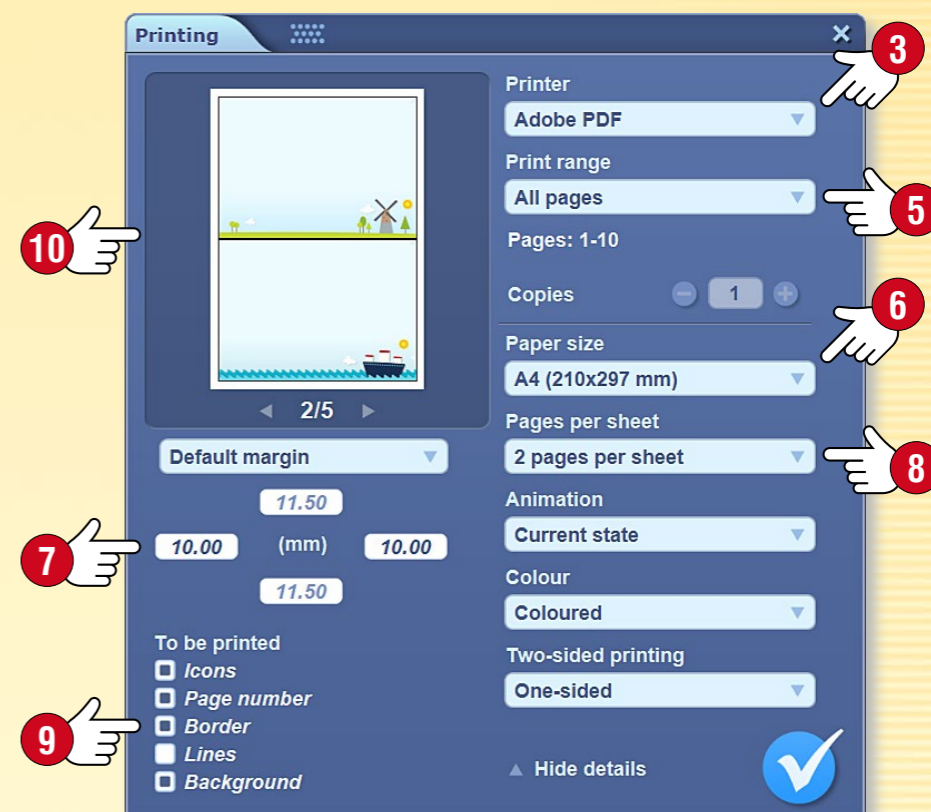 Printing
3
Printer
Adobe PDF
Print range
All pages
5
Pages: 1-10
Copies
1
6
Paper size
A4 (210x297 mm)
Pages per sheet
2 pages per sheet
8
Animation
Current state
Colour
Coloured
Two-sided printing
One-sided
Hide details
10
2/5
Default margin
11.50
7
10.00 (mm) 10.00
11.50
To be printed
Icons
Page number
9
Border
Lines
Background